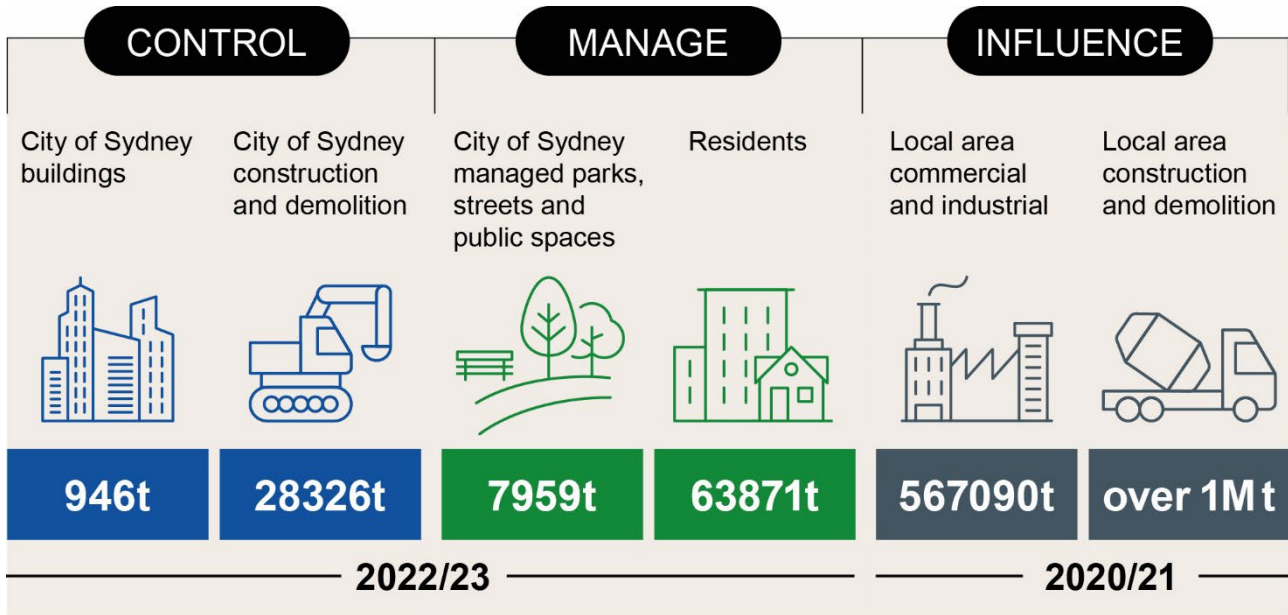 CONTROL
MANAGE
INFLUENCE
City of Sydney
buildings
City of Sydney
construction
and demolition
City of Sydney
managed parks,
streets and
public spaces
Residents
Local area
commercial
and industrial
Local area
construction
and demolition
946t
28326t
7959t
63871t
567090t
over 1M t
2022/23
2020/21